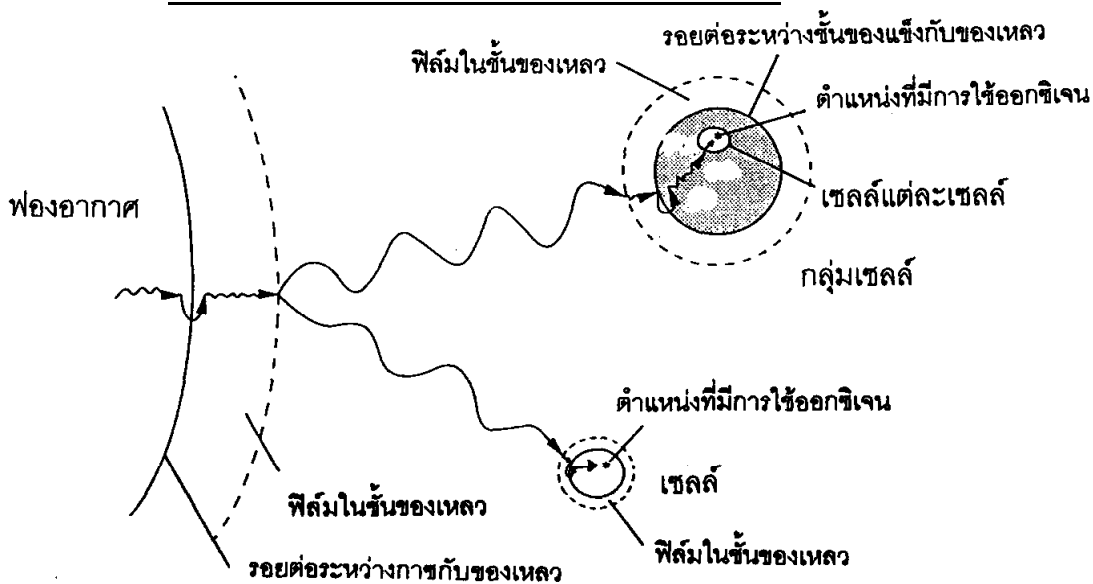 รอยต่อระหว่างชั้นของแข็งกับของเหลว
ฟิล์มในชั้นของเหลว
ตำแหน่งที่มีการใช้ออกซิเจน
ฟองอากาศ
เซลล์แต่ละเซลล์
กลุ่มเซลล์
ตำแหน่งที่มีการใช้ออกซิเจน
เซลล์
ฟิล์มในชั้นของเหลว
ฟิล์มในชั้นของเหลว
รอยต่อระหว่างกาซกับของเหลว